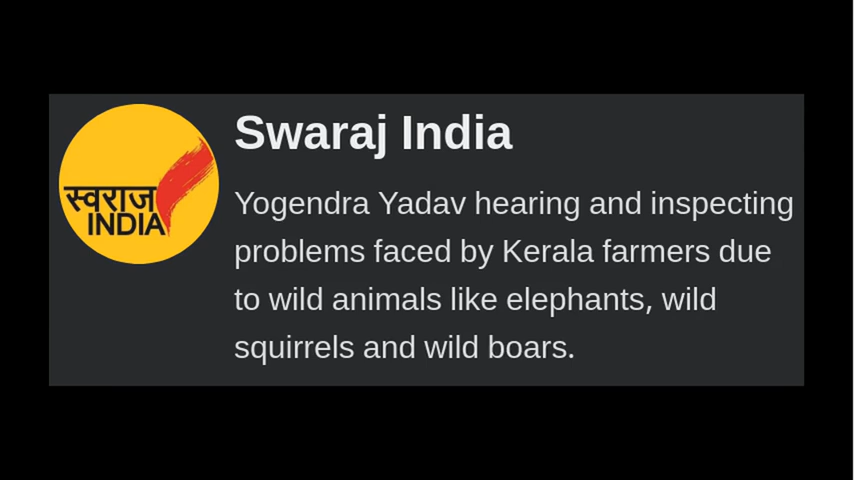 Swaraj India
स्वराज
INDIA
Yogendra Yadav hearing and inspecting
problems faced by Kerala farmers due
to wild animals like elephants, wild
squirrels and wild boars.